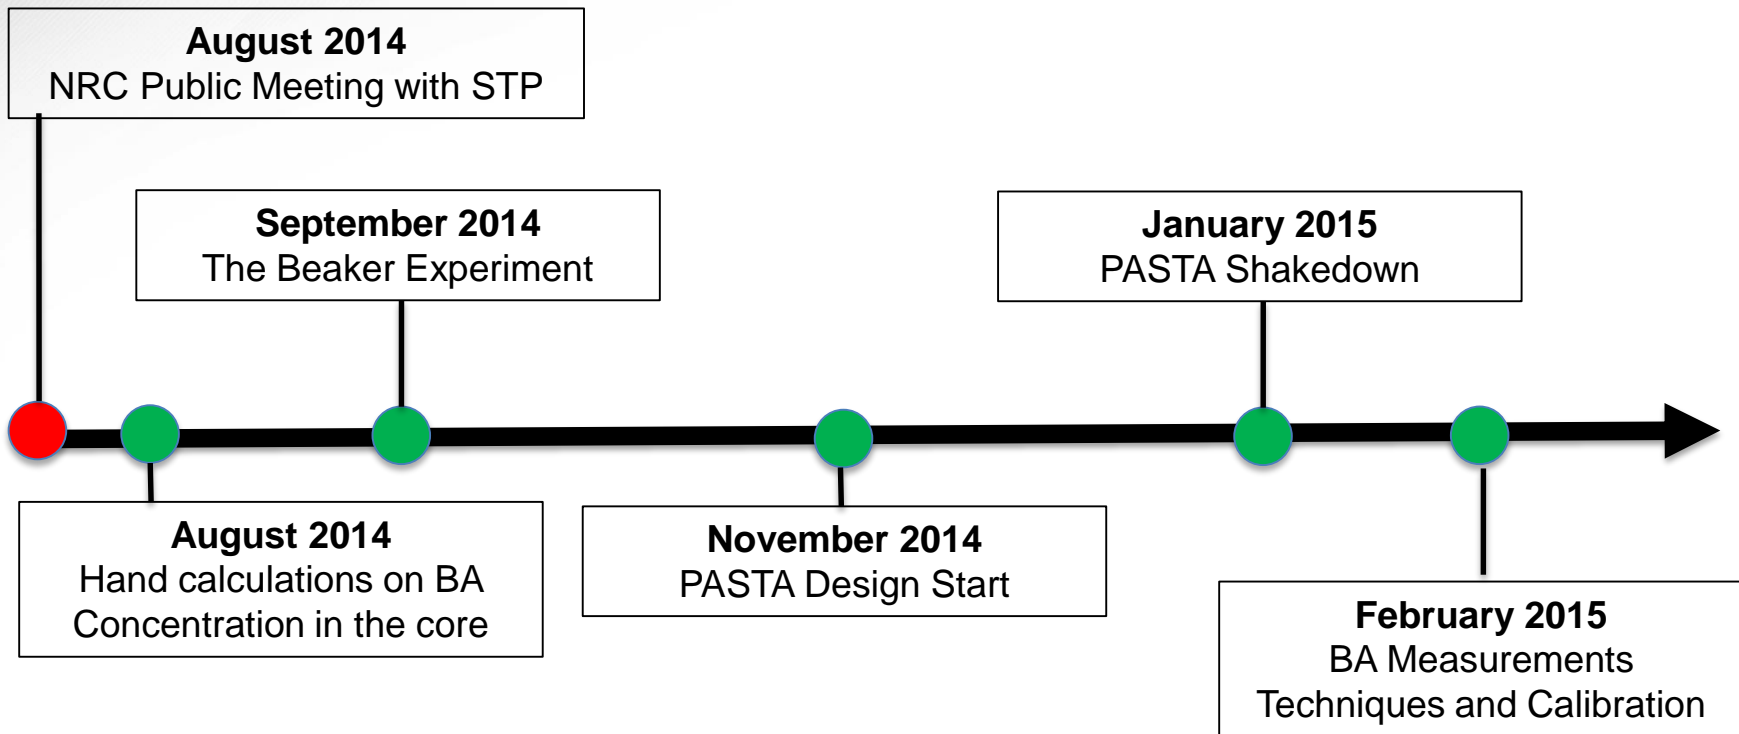 August 2014
NRC Public Meeting with STP
September 2014
The Beaker Experiment
January 2015
PASTA Shakedown
August 2014
Hand calculations on BA
Concentration in the core
November 2014
PASTA Design Start
February 2015
BA Measurements
Techniques and Calibration